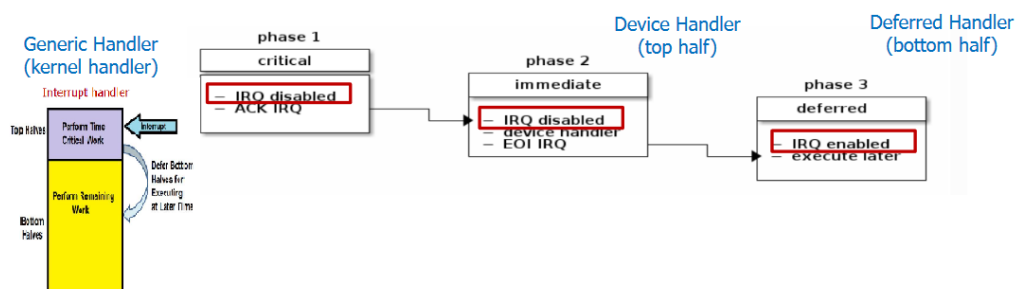 Generic Handler
(kernel handler)
Interrupt handler
Top Halves
Perform Time
Critical Work
Interrupt
Defer Bottom
Halves for
Executing
at Later Time
Perform Remaining
Work
Bottom
Halves
phase 1
critical
– IRQ disabled
– ACK IRQ
Device Handler
(top half)
phase 2
immediate
– IRQ disabled
– device handler
– EOI IRQ
Deferred Handler
(bottom half)
phase 3
deferred
– IRQ enabled
– execute later